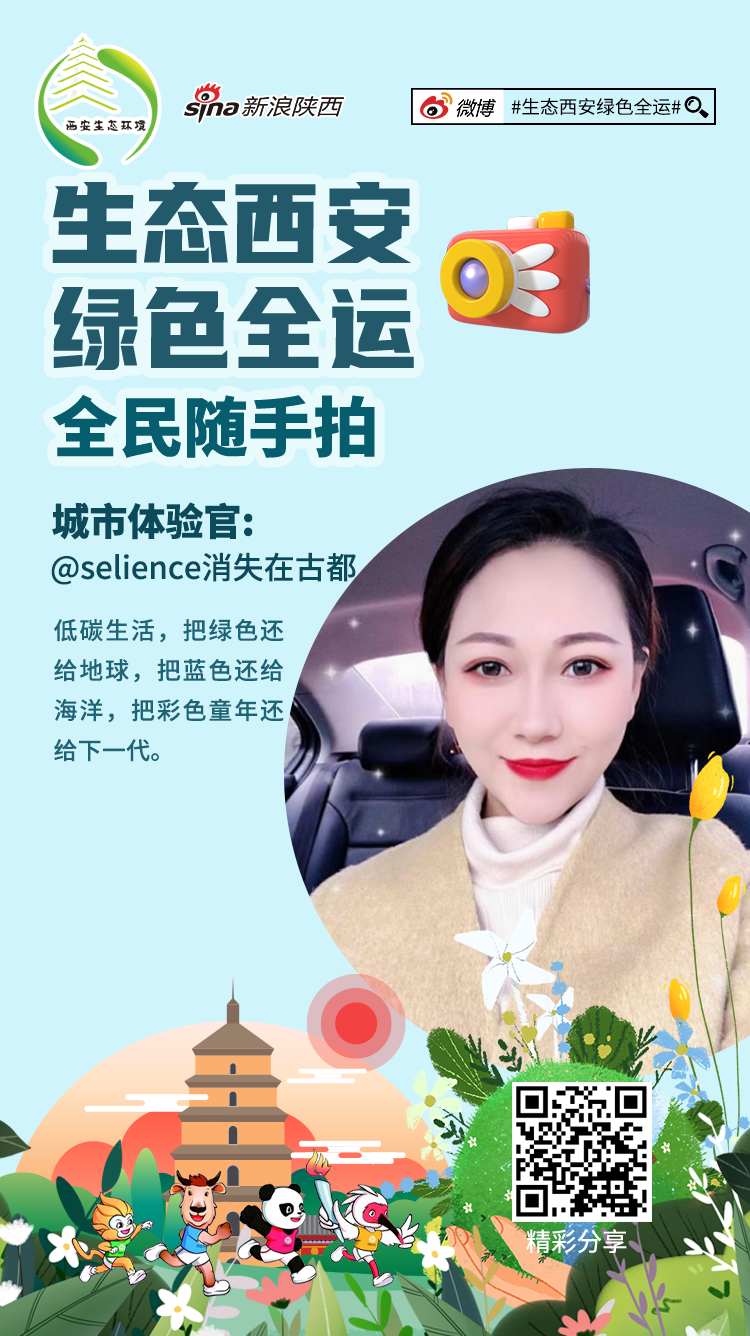 西安生态环境
sina新浪陕西
微博 #生态西安绿色全运#
生态西安
绿色全运
全民随手拍
城市体验官:
@selience消失在古都
低碳生活，把绿色还
给地球，把蓝色还给
海洋，把彩色童年还
给下一代。
精彩分享